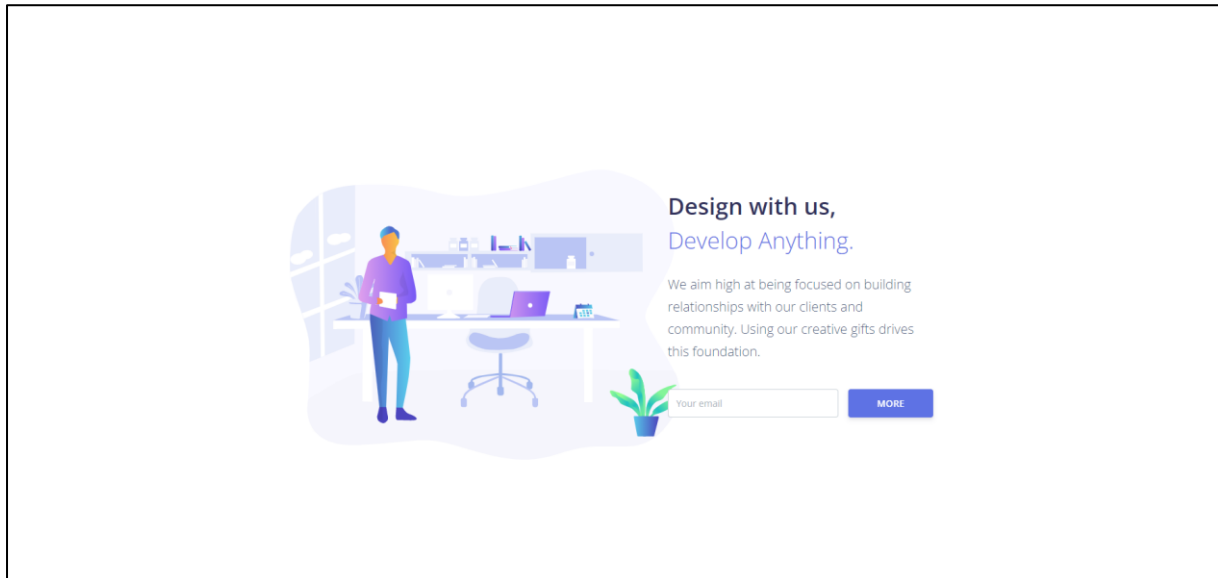 Design with us,
Develop Anything.
We aim high at being focused on building
relationships with our clients and
community. Using our creative gifts drives
this foundation.
Your email
MORE